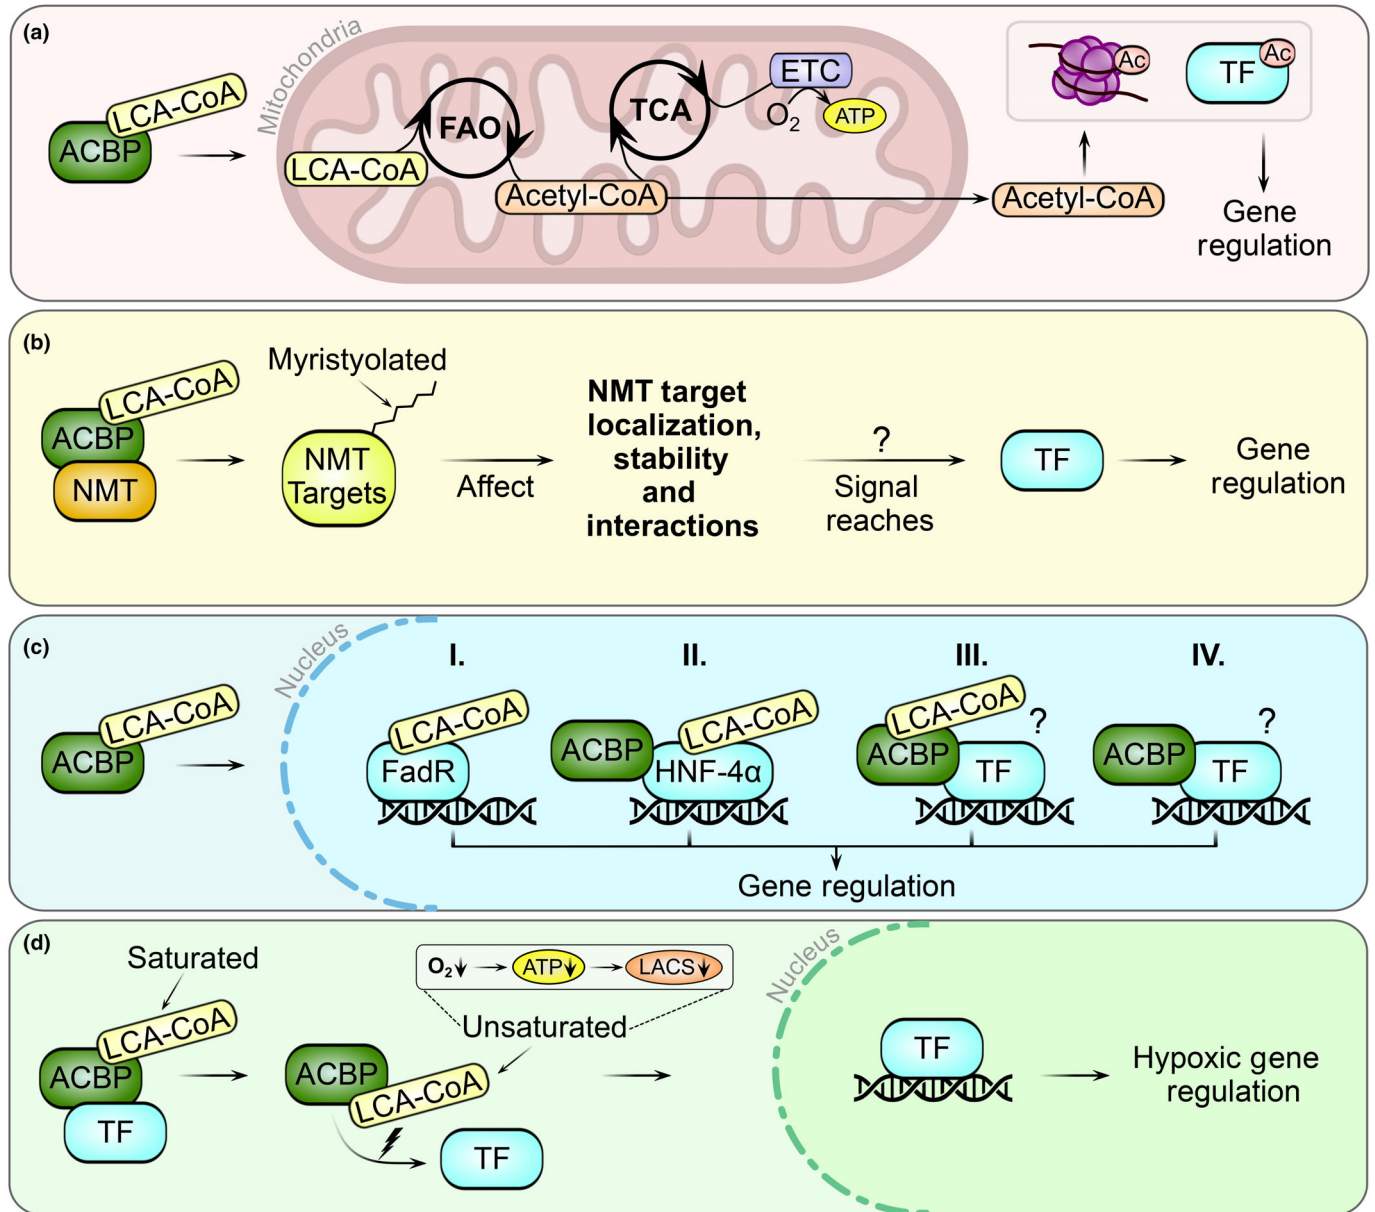 (a)
Mitochondria
LCA-CoA
ACBP
LCA-CoA
FAO
Acetyl-CoA
TCA
ETC
O2
ATP
Acetyl-CoA
Ac
TF
Ac
Gene
regulation
(b)
LCA-CoA
ACBP
NMT
Myristyolated
NMT
Targets
Affect
NMT target
localization,
stability
and
interactions
?
Signal
reaches
TF
Gene
regulation
(c)
Nucleus
LCA-CoA
ACBP
I.
LCA-CoA
FadR
II.
LCA-CoA
ACBP
HNF-4α
III.
LCA-CoA
?
ACBP
TF
IV.
?
ACBP
TF
Gene regulation
(d)
Saturated
LCA-CoA
ACBP
TF
O2
ATP
LACS
Unsaturated
ACBP
LCA-CoA
TF
Nucleus
TF
Hypoxic gene
regulation